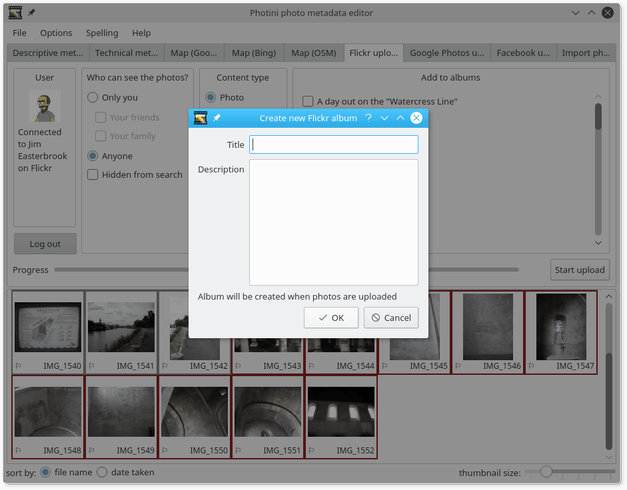 Photini photo metadata editor
File Options Spelling Help
Descriptive met... Technical met... Map (Goo... Map (Bing) Map (OSM) Flickr uplo... Google Photos u... Facebook u... Import ph...
User
Who can see the photos?
Content type
Add to albums
Only you
Photo
A day out on the "Watercress Line"
Your friends
Your family
Connected
to Jim
Easterbrook
on Flickr
Anyone
Hidden from search
Log out
Create new Flickr album
Title
Description
Album will be created when photos are uploaded
OK Cancel
Progress
Start upload
IMG_1540 IMG_1541 IMG_1542 IMG_1543 IMG_1544 IMG_1545 IMG_1546 IMG_1547
IMG_1548 IMG_1549 IMG_1550 IMG_1551 IMG_1552
sort by: file name date taken thumbnail size: